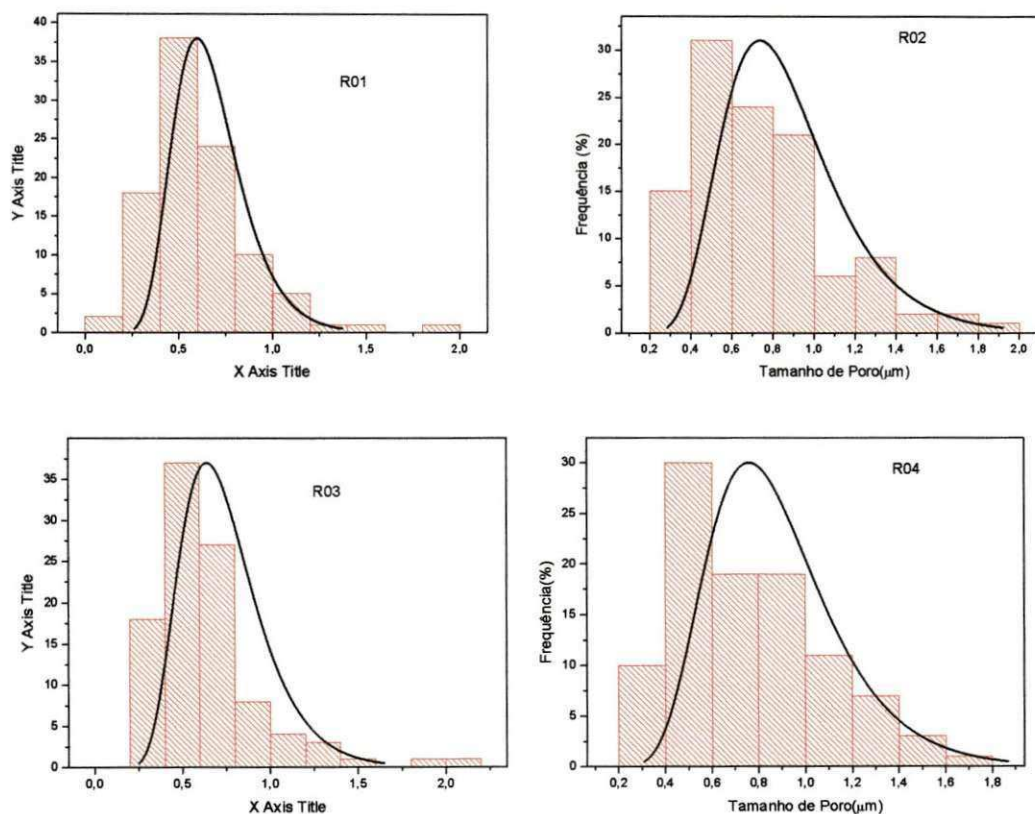 40
35
30
25
20
15
10
5
0
Y Axis Title
R01
0,0 0,5 1,0 1,5 2,0
X Axis Title
30
25
20
15
10
5
0
Frequência (%)
R02
0,2 0,4 0,6 0,8 1,0 1,2 1,4 1,6 1,8 2,0
Tamanho de Poro(μm)
35
30
25
20
15
10
5
0
Y Axis Title
R03
0,0 0,5 1,0 1,5 2,0
X Axis Title
30
25
20
15
10
5
0
Frequência(%)
R04
0,2 0,4 0,6 0,8 1,0 1,2 1,4 1,6 1,8
Tamanho de Poro(μm)